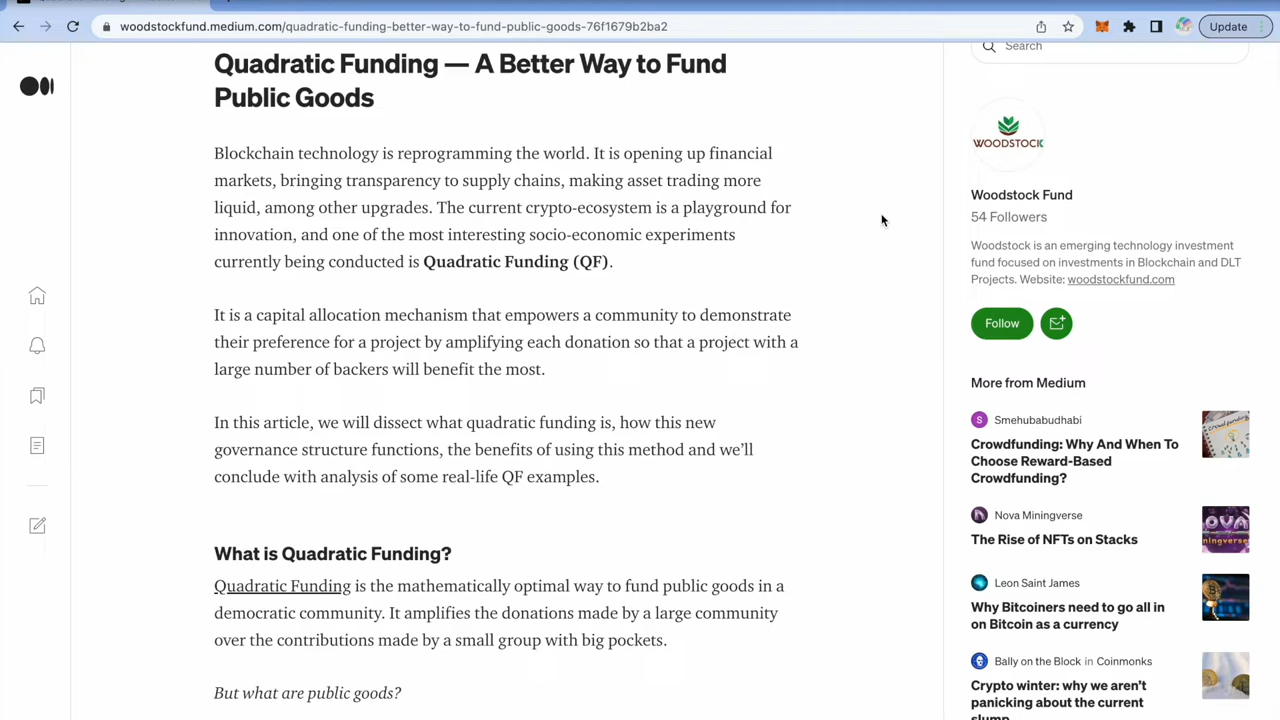 woodstockfund.medium.com/quadratic-funding-better-way-to-fund-public-goods-76f1679b2ba2
Update
Quadratic Funding — A Better Way to Fund
Public Goods
Blockchain technology is reprogramming the world. It is opening up financial
markets, bringing transparency to supply chains, making asset trading more
liquid, among other upgrades. The current crypto-ecosystem is a playground for
innovation, and one of the most interesting socio-economic experiments
currently being conducted is Quadratic Funding (QF).
It is a capital allocation mechanism that empowers a community to demonstrate
their preference for a project by amplifying each donation so that a project with a
large number of backers will benefit the most.
In this article, we will dissect what quadratic funding is, how this new
governance structure functions, the benefits of using this method and we’ll
conclude with analysis of some real-life QF examples.
What is Quadratic Funding?
Quadratic Funding is the mathematically optimal way to fund public goods in a
democratic community. It amplifies the donations made by a large community
over the contributions made by a small group with big pockets.
But what are public goods?
Search
WOODSTOCK
Woodstock Fund
54 Followers
Woodstock is an emerging technology investment
fund focused on investments in Blockchain and DLT
Projects. Website: woodstockfund.com
Follow
More from Medium
S
Smehubabudhabi
Crowdfunding: Why And When To
Choose Reward-Based
Crowdfunding?
Nova Miningverse
The Rise of NFTs on Stacks
Leon Saint James
Why Bitcoiners need to go all in
on Bitcoin as a currency
Bally on the Block in Coinmonks
Crypto winter: why we aren’t
panicking about the current
slump